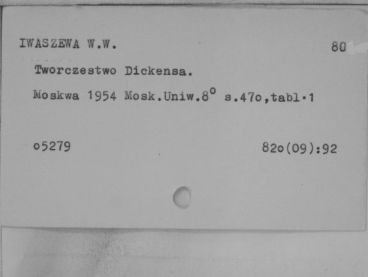 IWASZEWA W.W. 80
Tworczestwo Dickensa.
Moskwa 1954 Mosk.Uniw.8° s.47o,tabl.1
o5279 82o(09):92